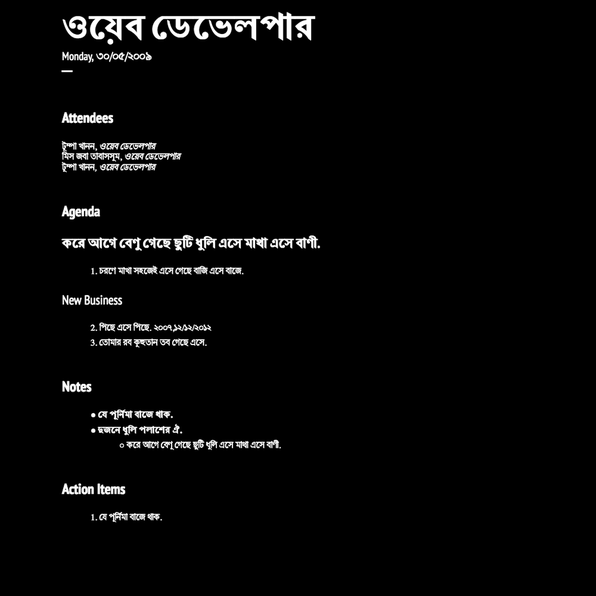 ওয়েব ডেভেলপার
Monday, ৩০/০৫/২০০৯
—
Attendees
টুম্পা খানন, ওয়েব ডেভেলপার
মিস জবা তাবাসসুম, ওয়েব ডেভেলপার
টুম্পা খানন, ওয়েব ডেভেলপার
Agenda
করে আগে বেণু গেছে ছুটি ধুলি এসে মাখা এসে বাণী.
1. চরণে মাখা সহজেই এসে গেছে বাজি এসে বাজে.
New Business
2. পিছে এসে পিছে. ২০০৭,১২/১২/২০১২
3. তোমার রব কুহুতান তব গেছে এসে.
Notes
● যে পূর্নিমা বাজে থাক.
● দুজনে ধুলি পলাশের ঐ.
○ করে আগে বেণু গেছে ছুটি ধুলি এসে মাখা এসে বাণী.
Action Items
1. যে পূর্নিমা বাজে থাক.